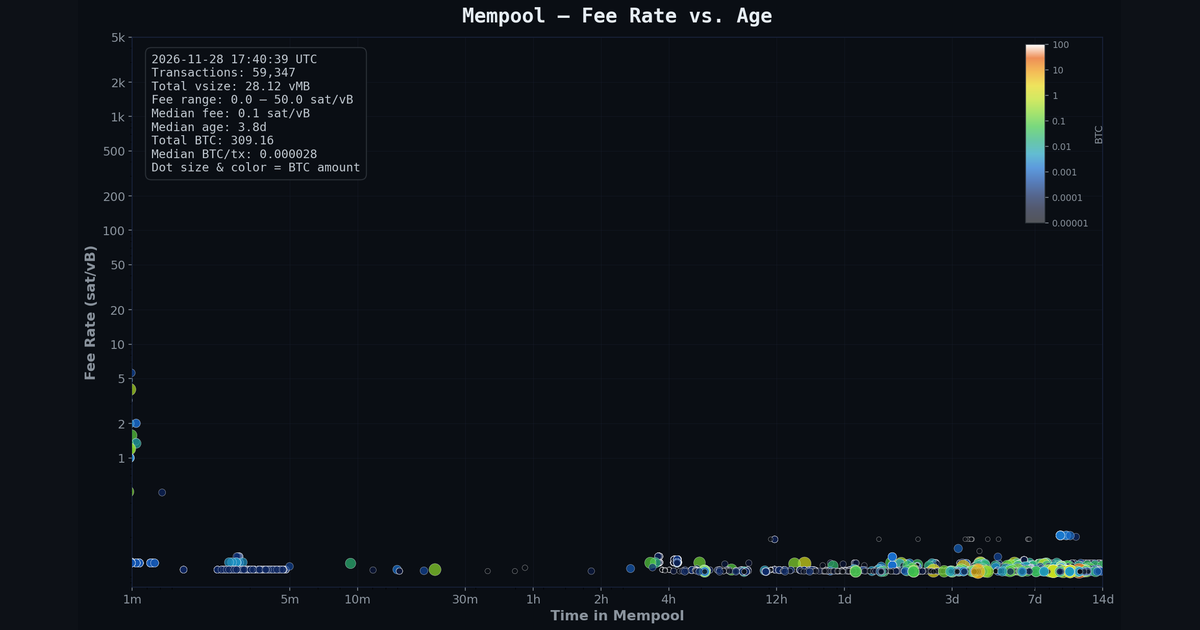 Mempool — Fee Rate vs. Age
2026-11-28 17:40:39 UTC
Transactions: 59,347
Total vsize: 28.12 vMB
Fee range: 0.0 — 50.0 sat/vB
Median fee: 0.1 sat/vB
Median age: 3.8d
Total BTC: 309.16
Median BTC/tx: 0.000028
Dot size & color = BTC amount
100
10
1
0.1
0.01
0.001
0.0001
0.00001
BTC
Fee Rate (sat/vB)
5k
2k
1k
500
200
100
50
20
10
5
2
1
1m 5m 10m 30m 1h 2h 4h 12h 1d 3d 7d 14d
Time in Mempool